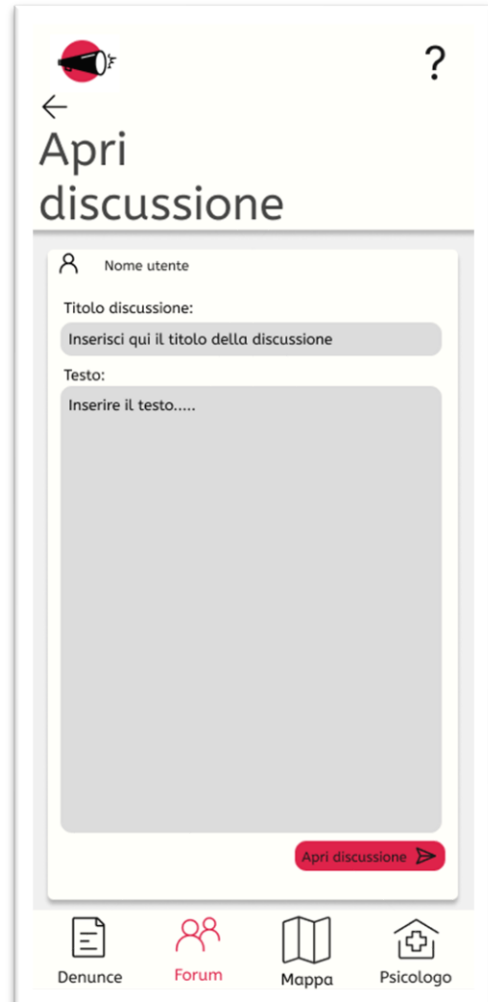 ?
Apri
discussione
Nome utente
Titolo discussione:
Inserisci qui il titolo della discussione
Testo:
Inserire il testo.....
Apri discussione
Denunce
Forum
Mappa
Psicologo